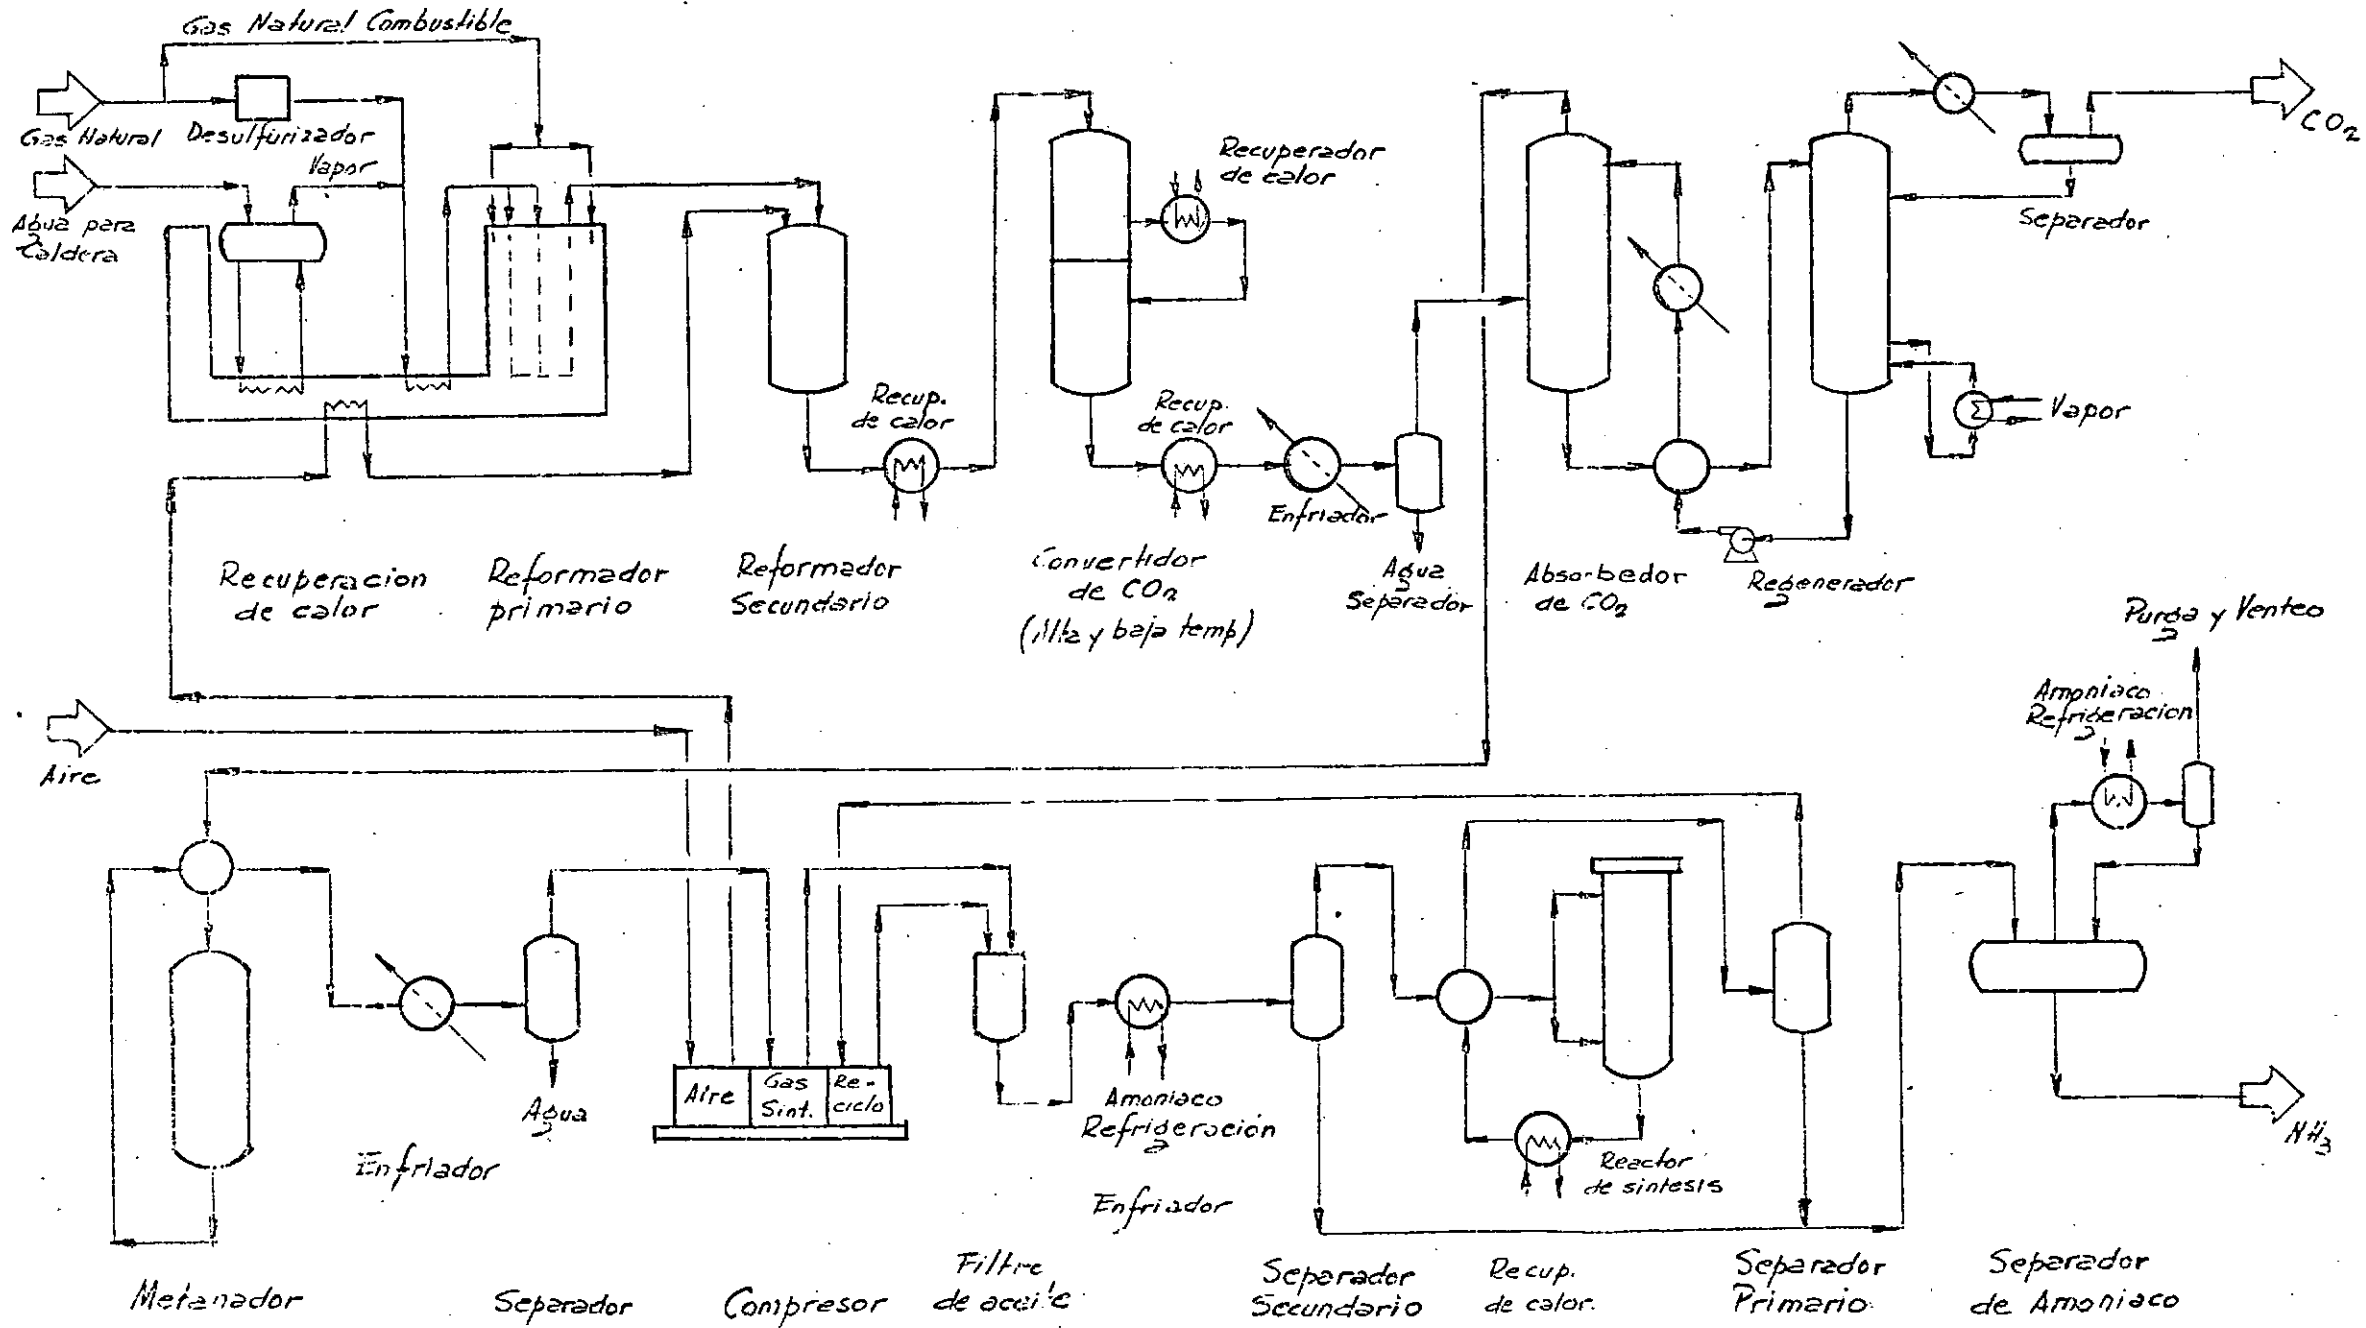 Gas Natural Combustible
Gas Natural
Desulfurizador
Vapor
Agua para
Caldera
Recuperador
de calor
CO2
Separador
Recup.
de calor
Recup.
de calor
Vapor
Enfriador
Recuperacion
de calor
Reformador
primario
Reformador
Secundario
Convertidor
de CO2
(Alta y baja temp)
Agua
Separador
Absorbedor
de CO2
Regenerador
Purga y Venteo
Amoniaco
Refrigeracion
Aire
Aire
Gas
Sint.
Re-
ciclo
Agua
Enfriador
Amoniaco
Refrigeración
Enfriador
Reactor
de sintesis
NH3
Metanador
Separador
Compresor
Filtro
de aceite
Separador
Secundario
Recup.
de calor.
Separador
Primario
Separador
de Amoniaco